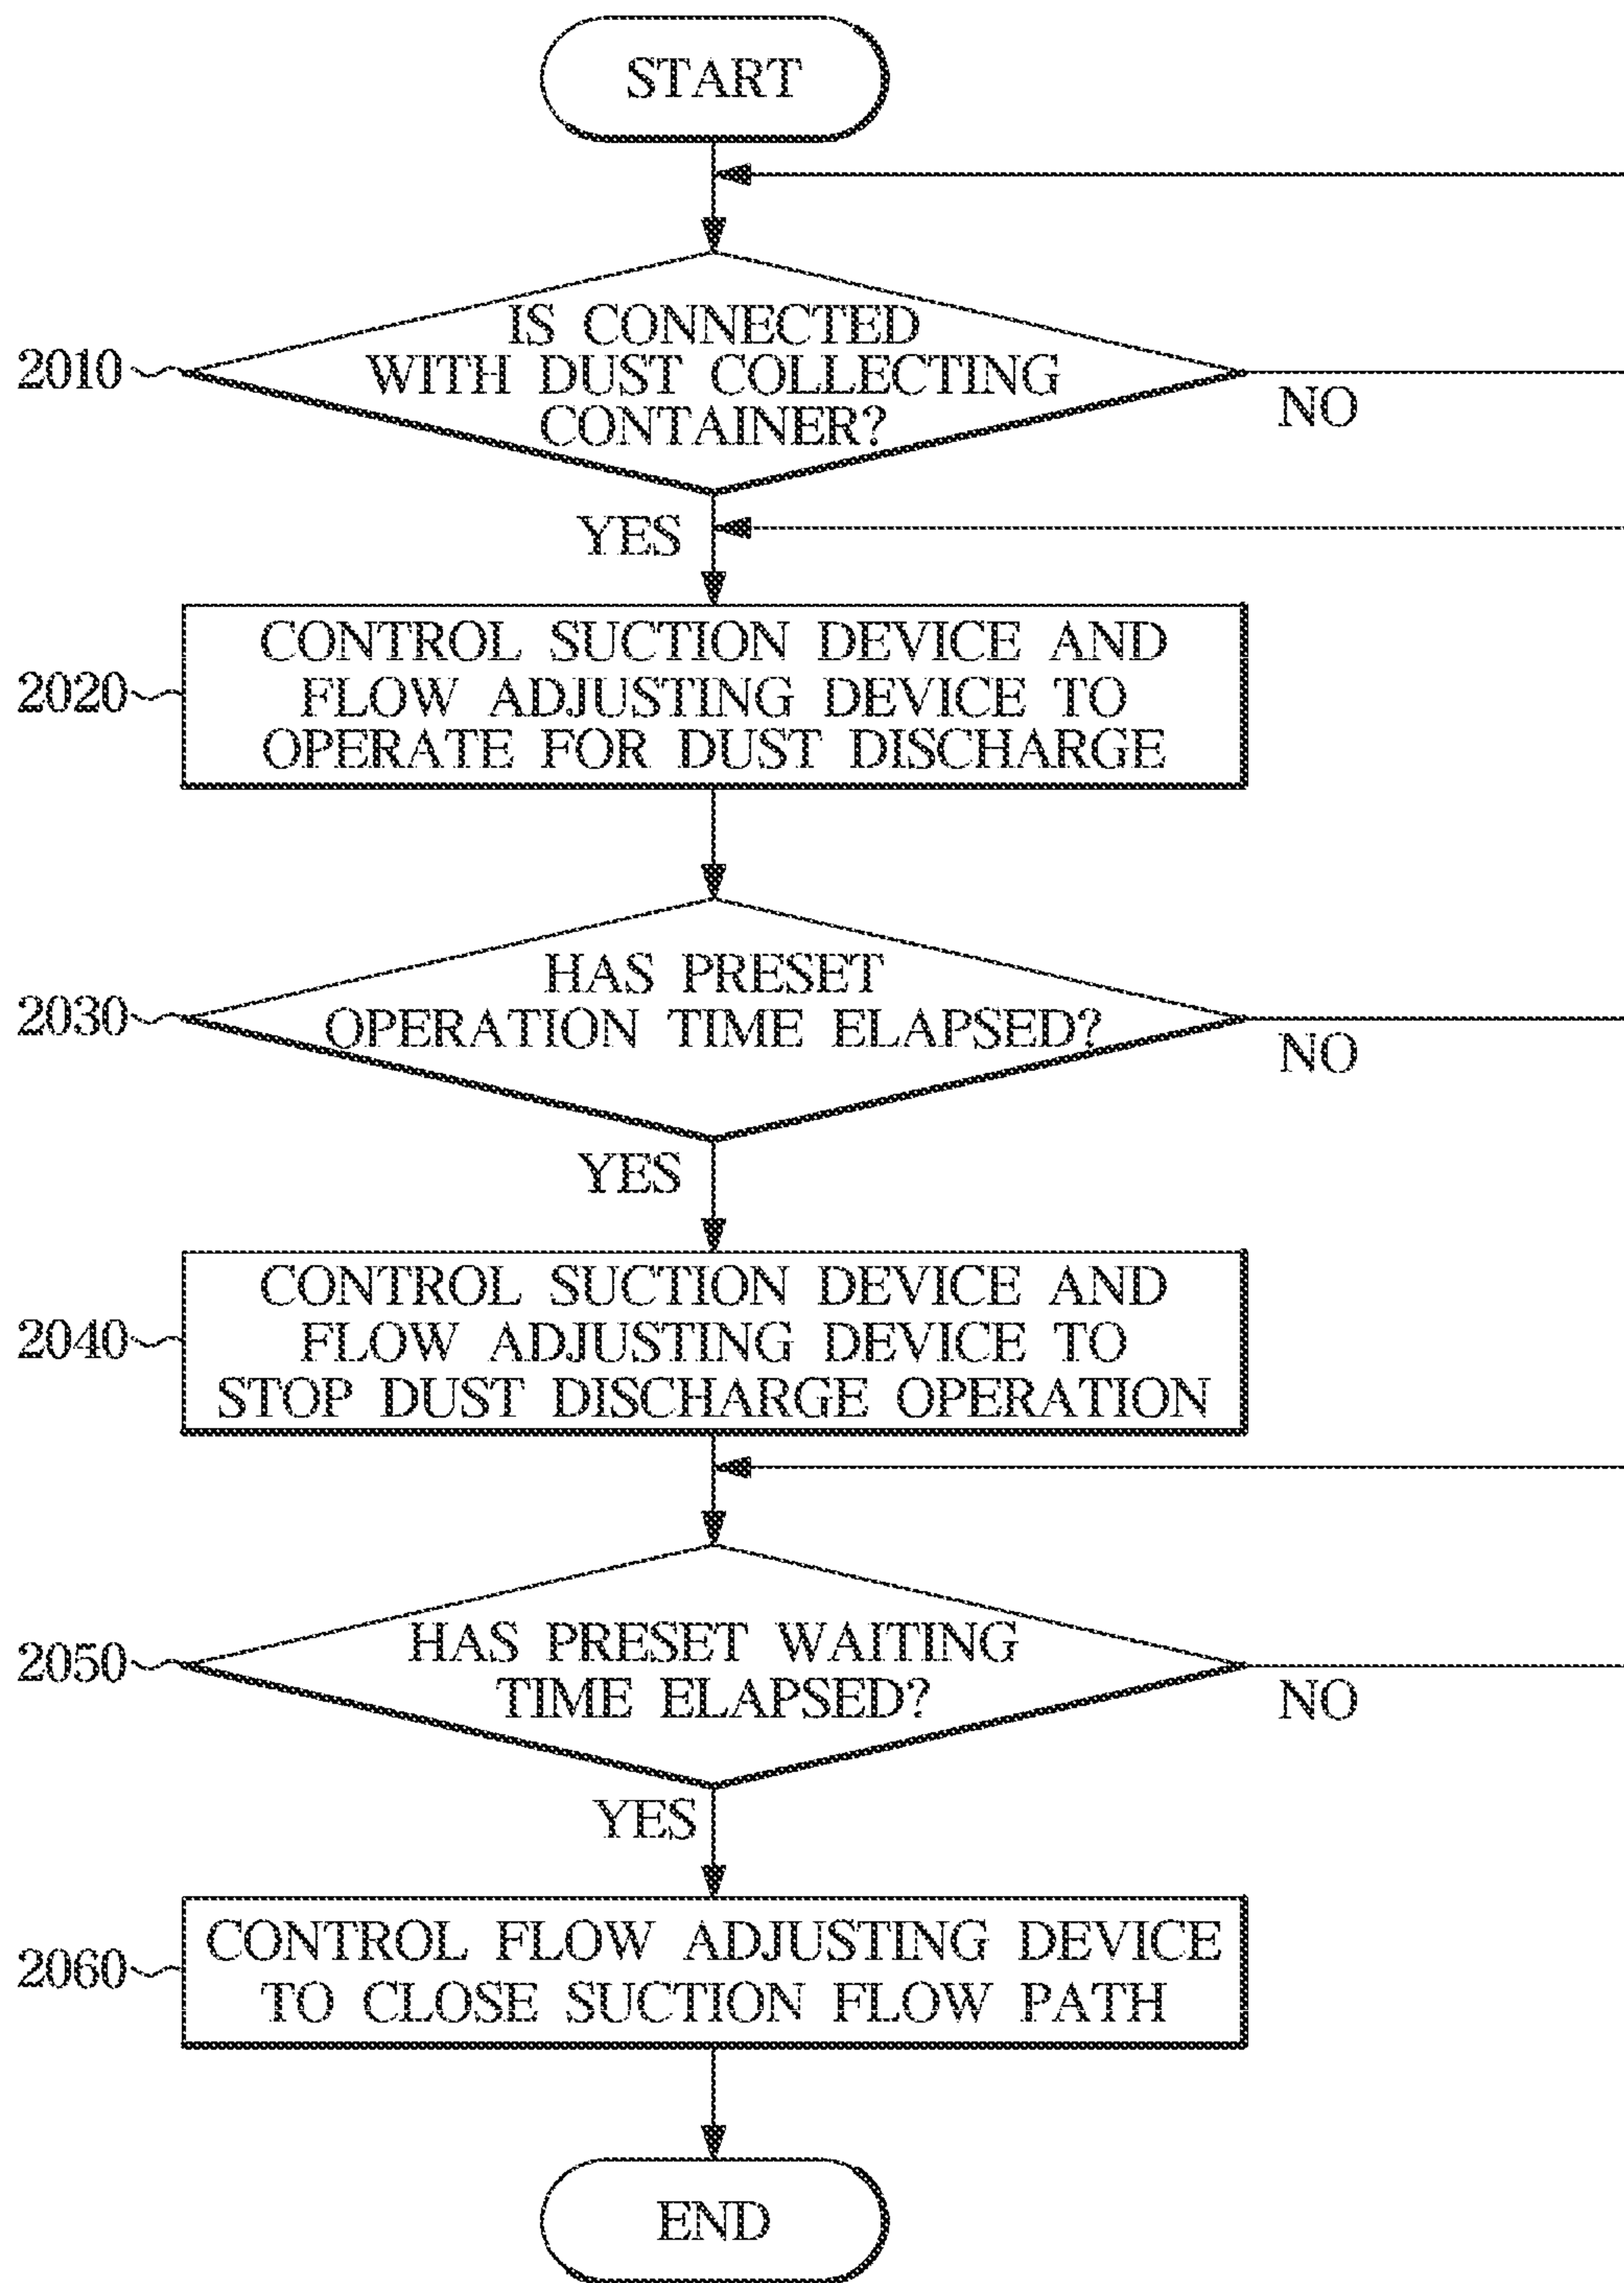 START
IS CONNECTED
WITH DUST COLLECTING
CONTAINER?
2010
NO
YES
CONTROL SUCTION DEVICE AND
FLOW ADJUSTING DEVICE TO
OPERATE FOR DUST DISCHARGE
2020
HAS PRESET
OPERATION TIME ELAPSED?
2030
NO
YES
CONTROL SUCTION DEVICE AND
FLOW ADJUSTING DEVICE TO
STOP DUST DISCHARGE OPERATION
2040
HAS PRESET WAITING
TIME ELAPSED?
2050
NO
YES
CONTROL FLOW ADJUSTING DEVICE
TO CLOSE SUCTION FLOW PATH
2060
END